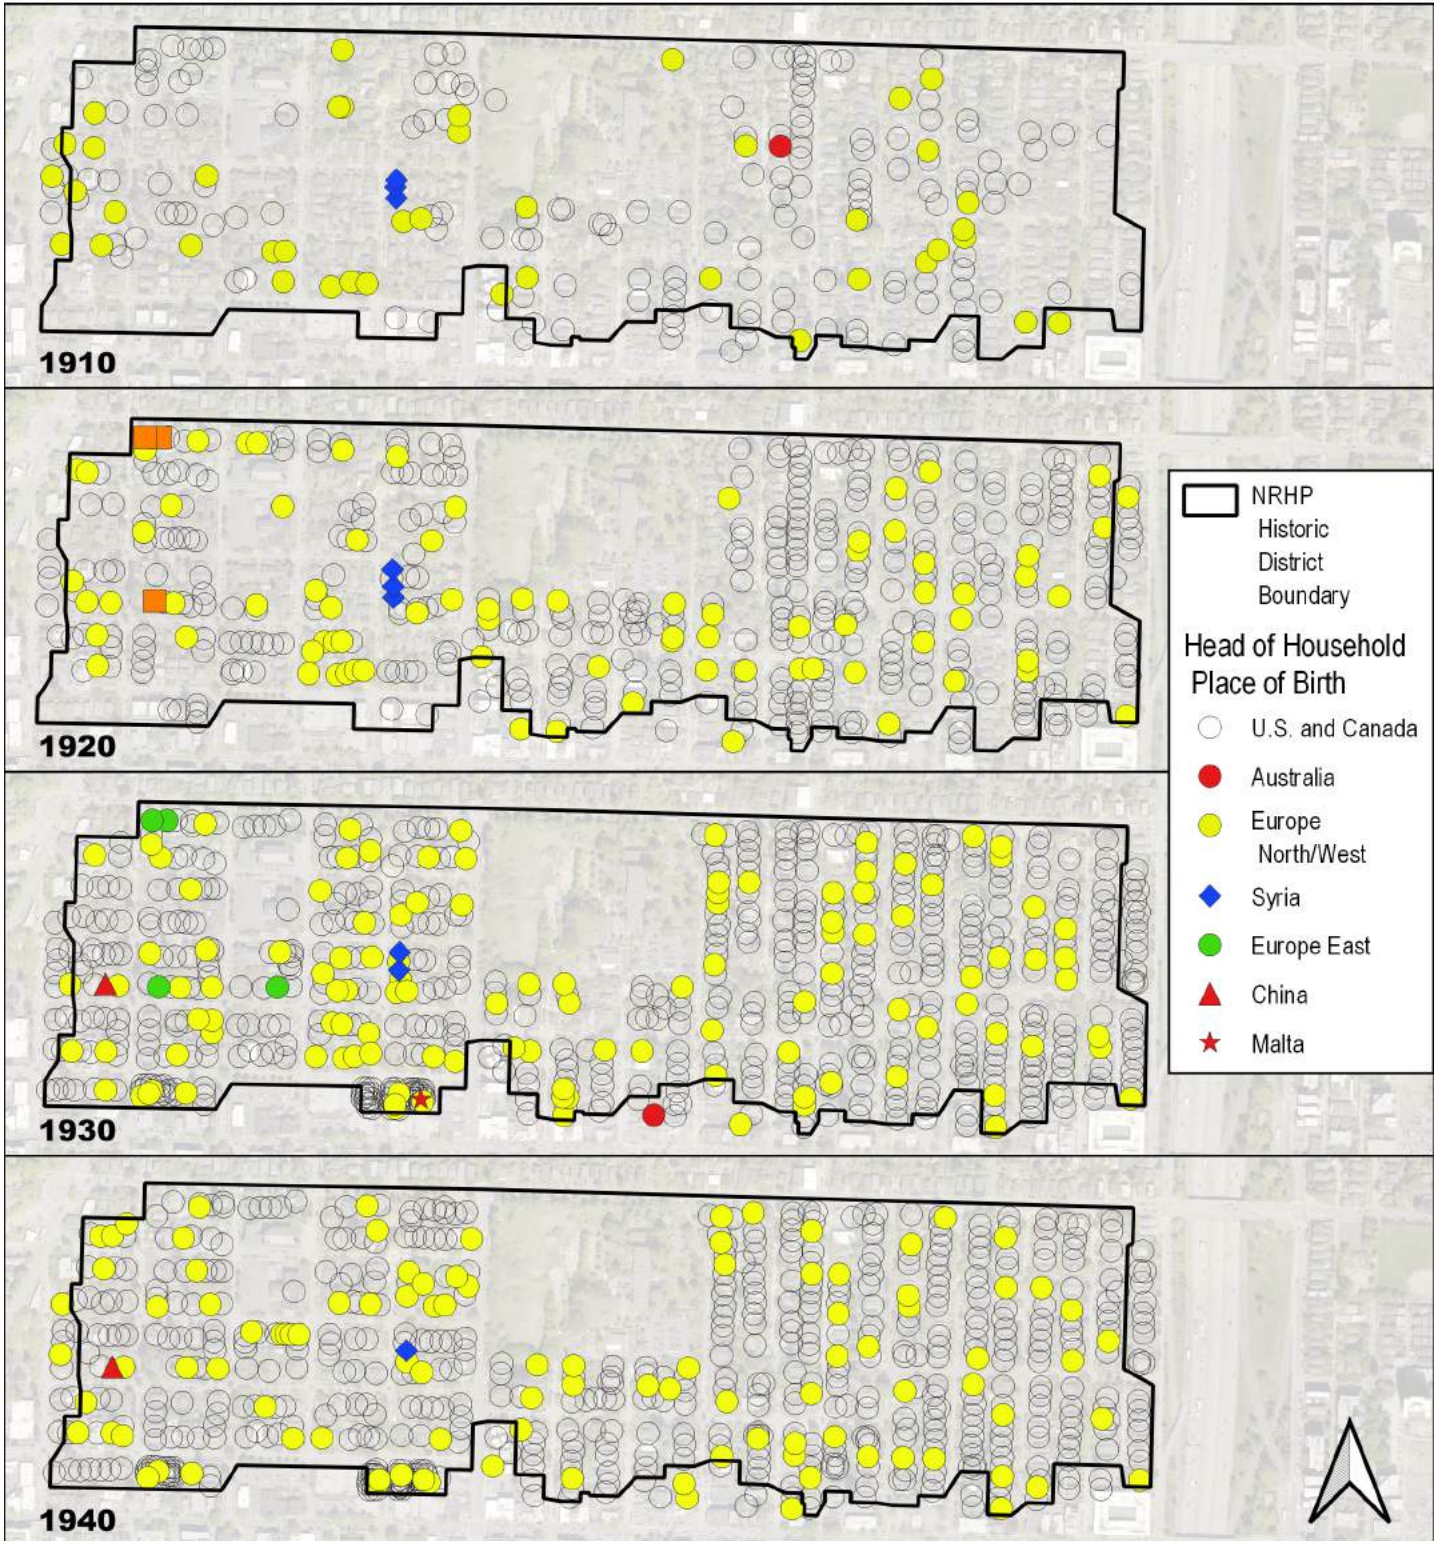 1910
1920
NRHP
Historic
District
Boundary
Head of Household
Place of Birth
U.S. and Canada
Australia
Europe
North/West
Syria
Europe East
China
Malta
1930
1940